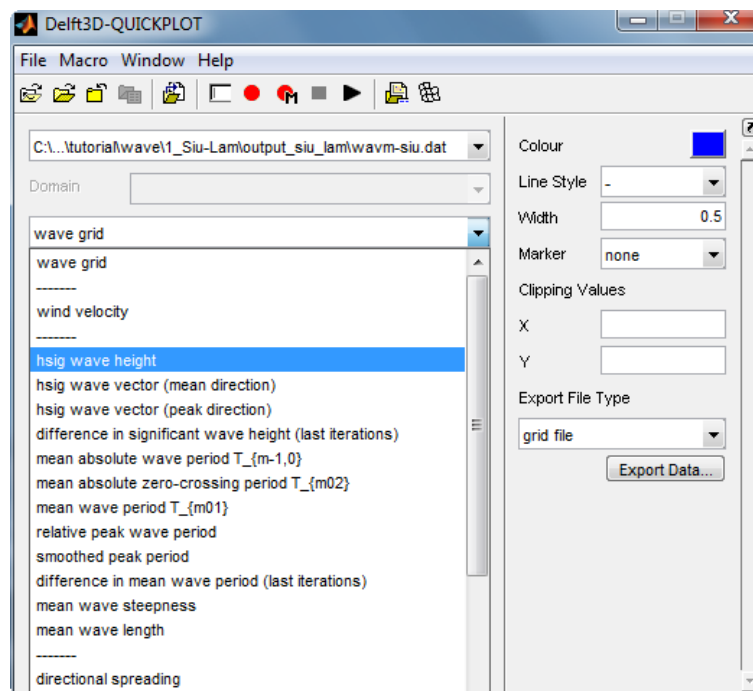 Delft3D-QUICKPLOT
File Macro Window Help
M
C:\...\tutorial\wave\1_Siu-Lam\output_siu_lam\wavm-siu.dat
Domain
wave grid
wave grid
-------
wind velocity
-------
hsig wave height
hsig wave vector (mean direction)
hsig wave vector (peak direction)
difference in significant wave height (last iterations)
mean absolute wave period T_{m-1,0}
mean absolute zero-crossing period T_{m02}
mean wave period T_{m01}
relative peak wave period
smoothed peak period
difference in mean wave period (last iterations)
mean wave steepness
mean wave length
-------
directional spreading
Colour
Line Style -
Width 0.5
Marker none
Clipping Values
X
Y
Export File Type
grid file
Export Data...